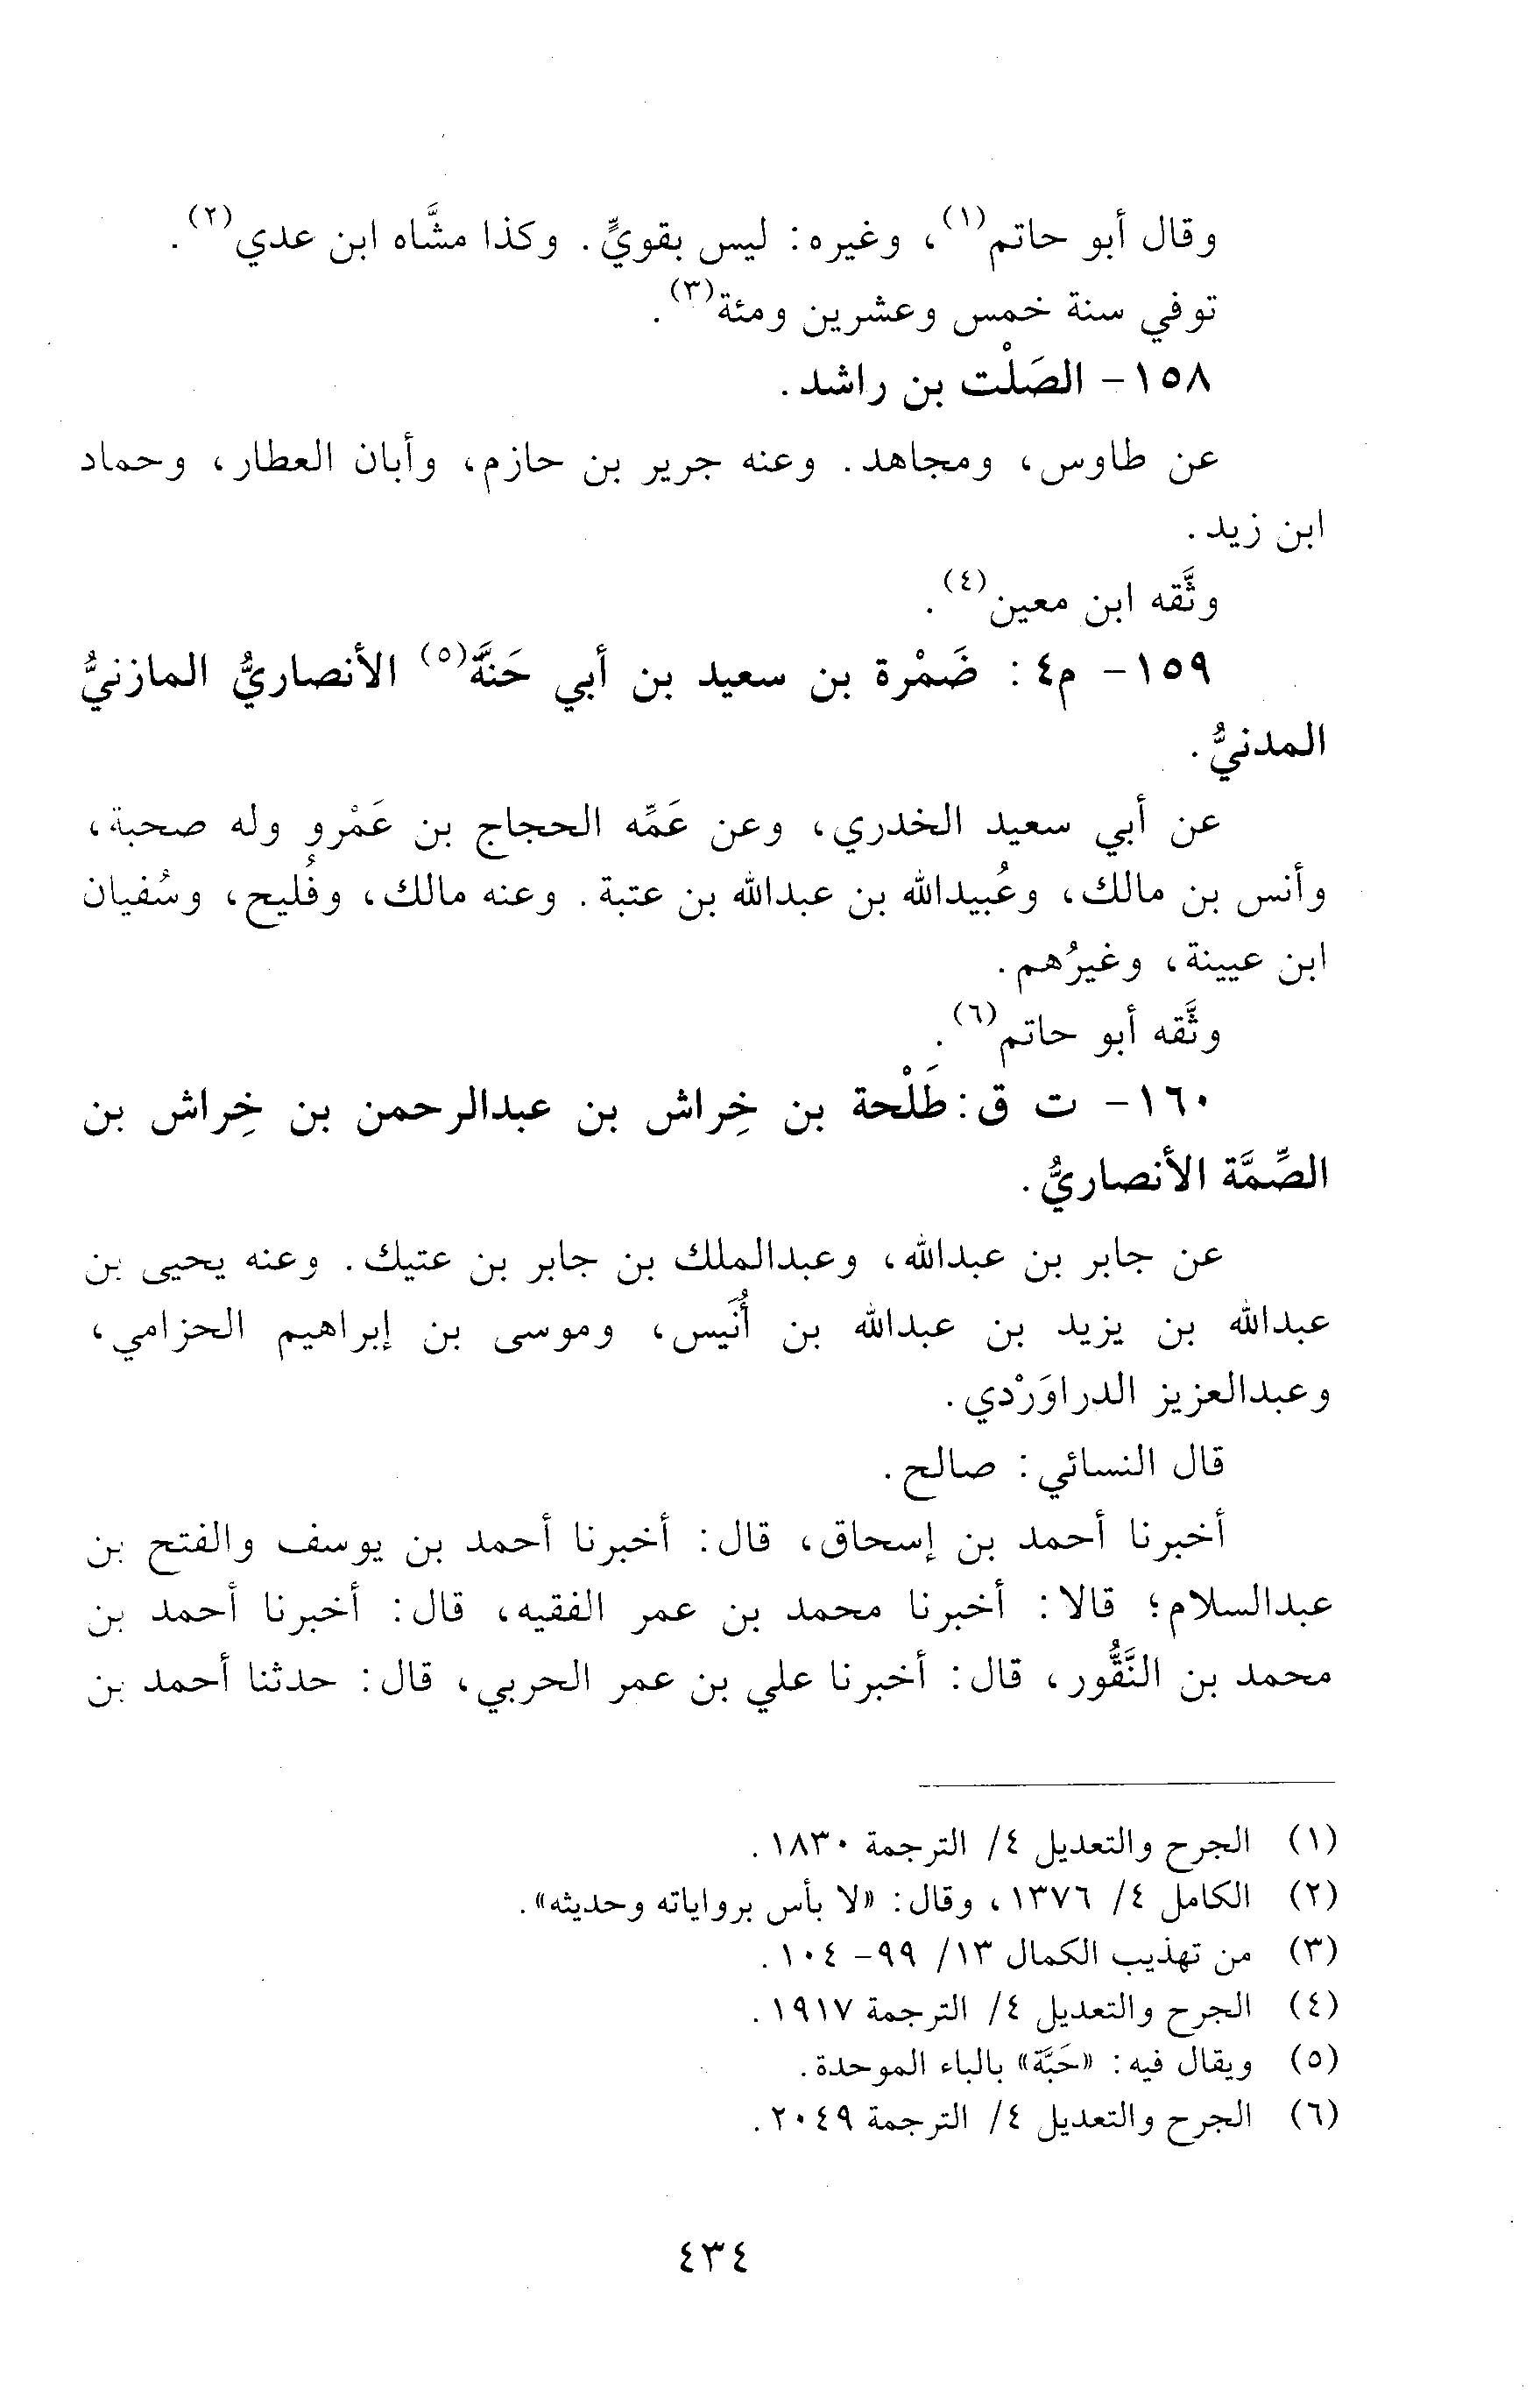 وقال أبو حاتم(١)، وغيره: ليس بقويٍّ. وكذا مشَّاه ابن عدي(٢).
توفي سنة خمس وعشرين ومئة(٣).
١٥٨- الصَلْت بن راشد.
عن طاوس، ومجاهد. وعنه جرير بن حازم، وأبان العطار، وحماد
ابن زيد.
وثَّقه ابن معين(٤).
١٥٩- م٤: ضَمْرة بن سعيد بن أبي حَنَّة(٥) الأنصاريُّ المازنيُّ
المدنيُّ.
عن أبي سعيد الخدري، وعن عَمِّه الحجاج بن عَمْرو وله صحبة،
وأنس بن مالك، وعُبيدالله بن عبدالله بن عتبة. وعنه مالك، وفُليح، وسُفيان
ابن عيينة، وغيرُهم.
وثَّقه أبو حاتم(٦).
١٦٠- ت ق: طَلْحة بن خِراش بن عبدالرحمن بن خِراش بن
الصِّمَّة الأنصاريُّ.
عن جابر بن عبدالله، وعبدالملك بن جابر بن عتيك. وعنه يحيى بن
عبدالله بن يزيد بن عبدالله بن أُنَيس، وموسى بن إبراهيم الحزامي،
وعبدالعزيز الدراوَرْدي.
قال النسائي: صالح.
أخبرنا أحمد بن إسحاق، قال: أخبرنا أحمد بن يوسف والفتح بن
عبدالسلام؛ قالا: أخبرنا محمد بن عمر الفقيه، قال: أخبرنا أحمد بن
محمد بن النَّقُّور، قال: أخبرنا علي بن عمر الحربي، قال: حدثنا أحمد بن
(١) الجرح والتعديل ٤/ الترجمة ١٨٣٠.
(٢) الكامل ٤/ ١٣٧٦، وقال: «لا بأس برواياته وحديثه».
(٣) من تهذيب الكمال ١٣/ ٩٩- ١٠٤.
(٤) الجرح والتعديل ٤/ الترجمة ١٩١٧.
(٥) ويقال فيه: «حَبَّة» بالباء الموحدة.
(٦) الجرح والتعديل ٤/ الترجمة ٢٠٤٩.
٤٣٤